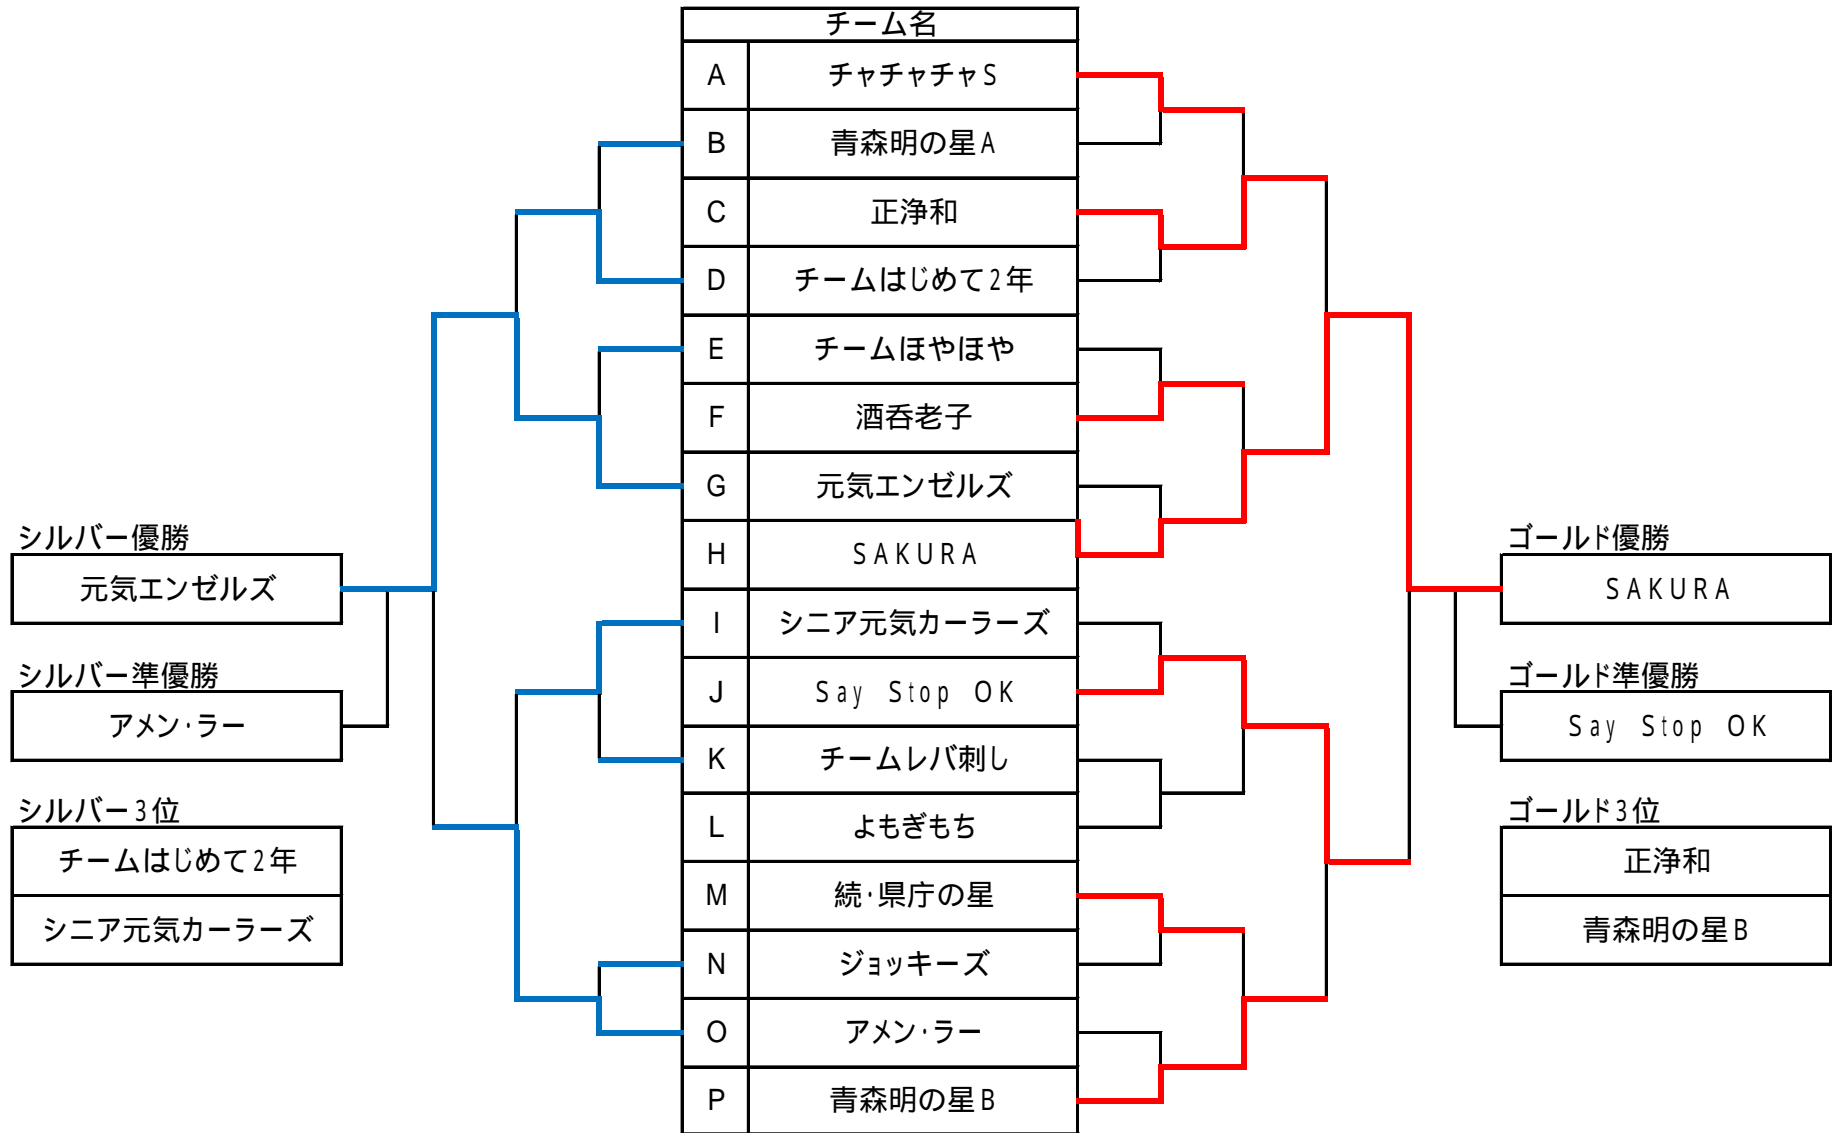 チーム名
A チャチャチャS
B 青森明の星A
C 正浄和
D チームはじめて2年
E チームほやほや
F 酒呑老子
G 元気エンゼルズ
H SAKURA
I シニア元気カーラーズ
J Say Stop OK
K チームレバ刺し
L よもぎもち
M 続・県庁の星
N ジョッキーズ
O アメン・ラー
P 青森明の星B
シルバー優勝
元気エンゼルズ
シルバー準優勝
アメン・ラー
シルバー3位
チームはじめて2年
シニア元気カーラーズ
ゴールド優勝
SAKURA
ゴールド準優勝
Say Stop OK
ゴールド3位
正浄和
青森明の星B